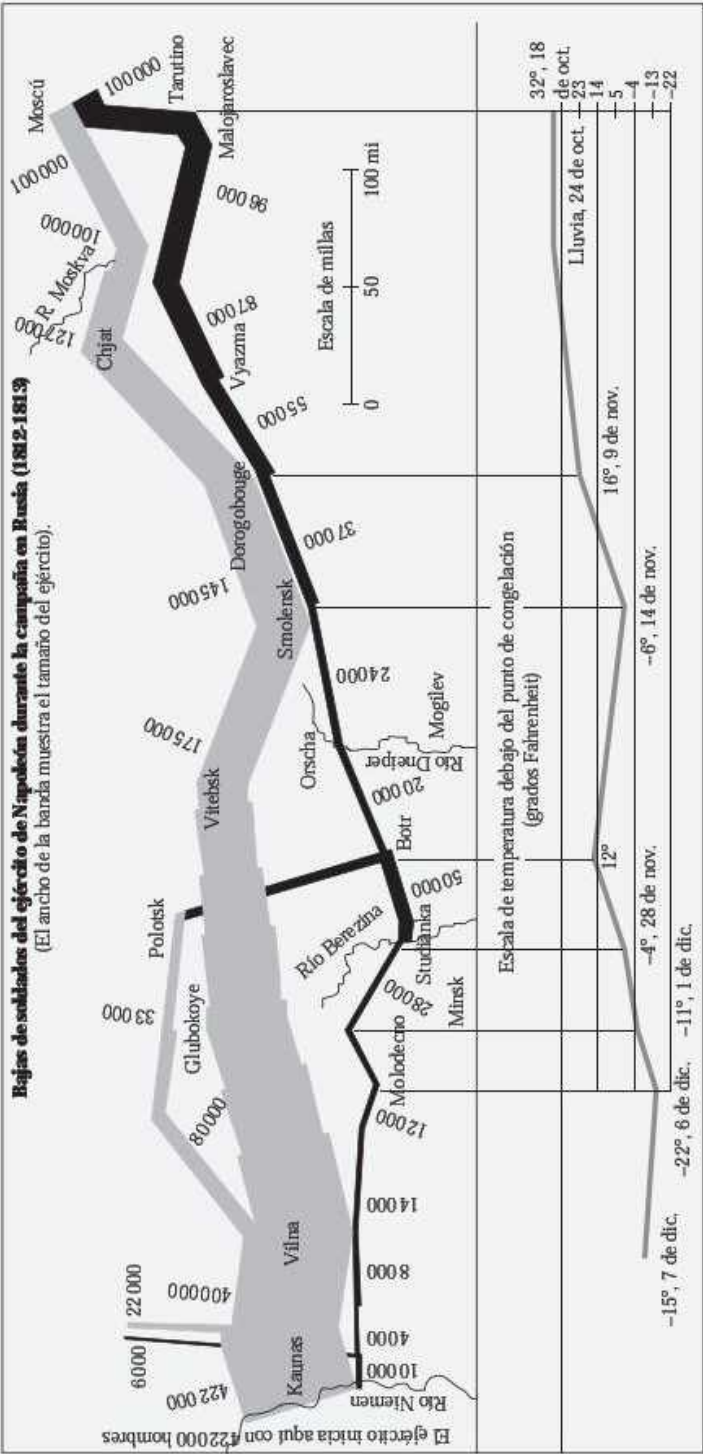 Bajas de soldados del ejército de Napoleón durante la campaña en Rusia (1812-1813)
(El ancho de la banda muestra el tamaño del ejército).
Moscú
100 000
Tarutino
Malojaroslavec
100 000
100 000
R. Moskva
127 000
Chjat
96 000
87 000
Vyazma
55 000
Escala de millas
0
50
100 mi
Dorogobouge
145 000
Smolensk
37 000
24 000
175 000
Vitebsk
Orscha
Mogilev
Río Dneiper
20 000
Botr
Polotsk
50 000
Río Berezina
Studianka
28 000
Minsk
33 000
Glubokoye
80 000
Molodecno
12 000
14 000
Vilna
22 000
400 000
6000
8 000
4000
Kaunas
10 000
422 000
Río Niemen
El ejército inicia aquí con 422 000 hombres
Escala de temperatura debajo del punto de congelación
(grados Fahrenheit)
32°, 18
de oct.
23
14
5
–4
–13
–22
Lluvia, 24 de oct.
16°, 9 de nov.
–6°, 14 de nov.
12°
–4°, 28 de nov.
–11°, 1 de dic.
–22°, 6 de dic.
–15°, 7 de dic.